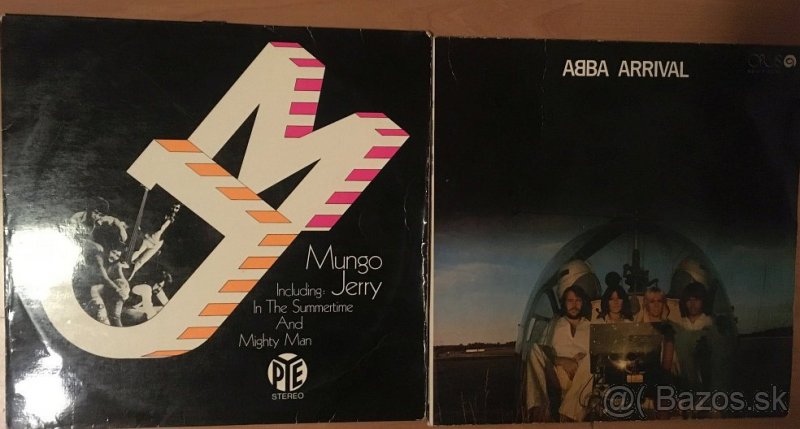 Mungo
Jerry
Including:
In The Summertime
And
Mighty Man
PYE
STEREO
ABBA ARRIVAL
OPUS
@( Bazos.sk